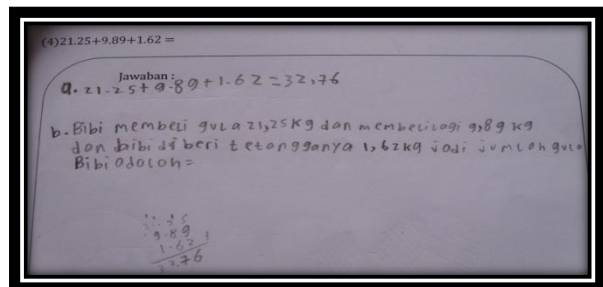 (4)21.25+9.89+1.62 =
Jawaban :
a. 21.25+9.89+1.62=32,76
b. Bibi membeli gula 21,25kg dan membeli lagi 9,89 kg
dan bibi di beri tetangganya 1,62kg jadi jumlah gula
Bibi adalah=
9.89
1.62 +
32.76